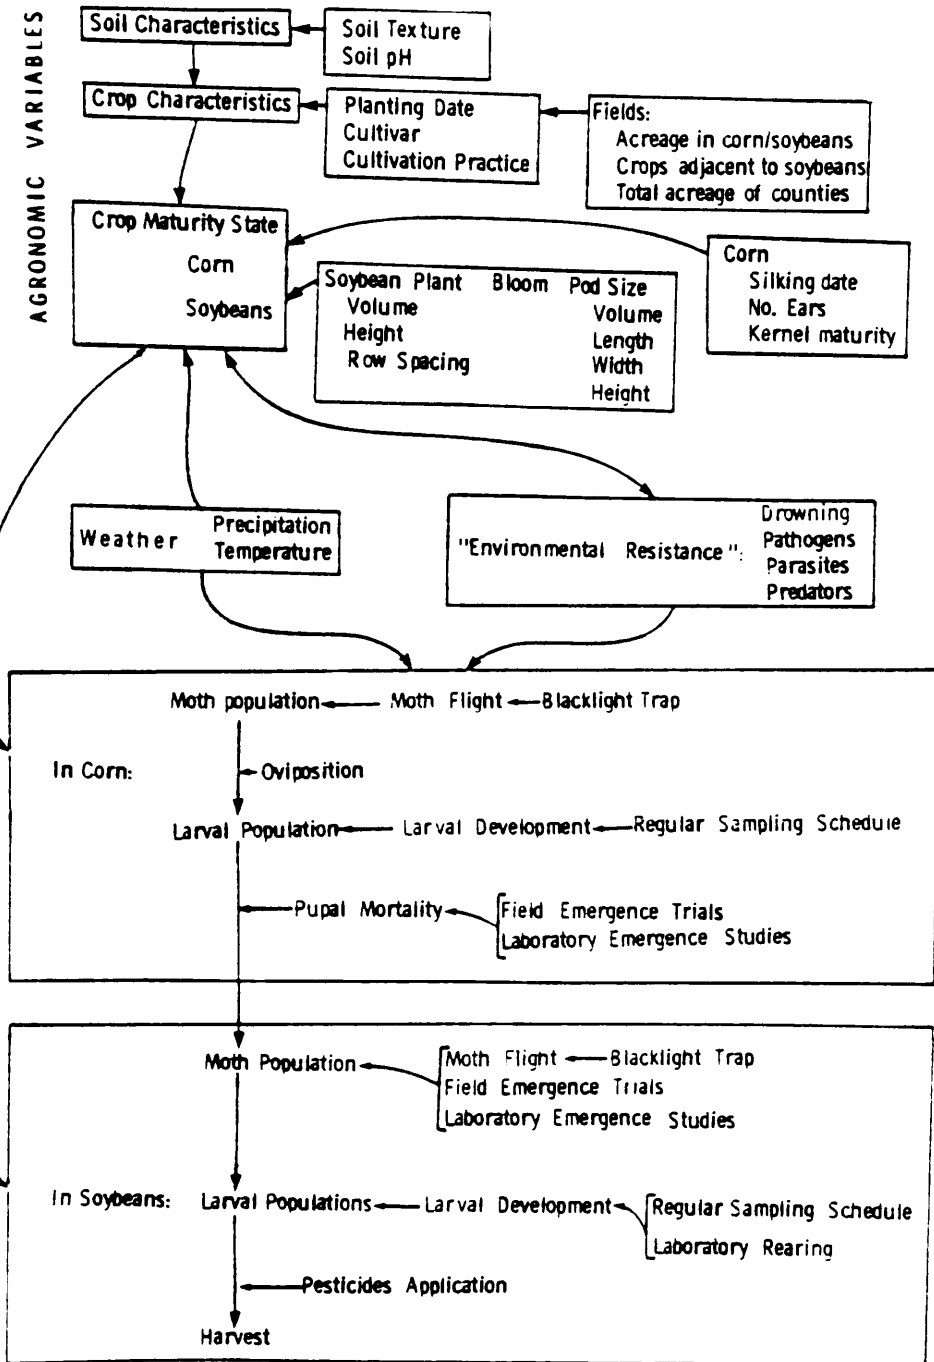 AGRONOMIC VARIABLES
Soil Characteristics
Soil Texture
Soil pH
Crop Characteristics
Planting Date
Cultivar
Cultivation Practice
Fields:
Acreage in corn/soybeans
Crops adjacent to soybeans
Total acreage of counties
Crop Maturity State
Corn
Soybeans
Soybean Plant Bloom Pod Size
Volume Volume
Height Length
Row Spacing Width
Height
Corn
Silking date
No. Ears
Kernel maturity
Weather Precipitation
Temperature
"Environmental Resistance":
Drowning
Pathogens
Parasites
Predators
Moth population Moth Flight Blacklight Trap
In Corn: Oviposition
Larval Population Larval Development Regular Sampling Schedule
Pupal Mortality Field Emergence Trials
Laboratory Emergence Studies
Moth Population Moth Flight Blacklight Trap
Field Emergence Trials
Laboratory Emergence Studies
In Soybeans: Larval Populations Larval Development Regular Sampling Schedule
Laboratory Rearing
Pesticides Application
Harvest